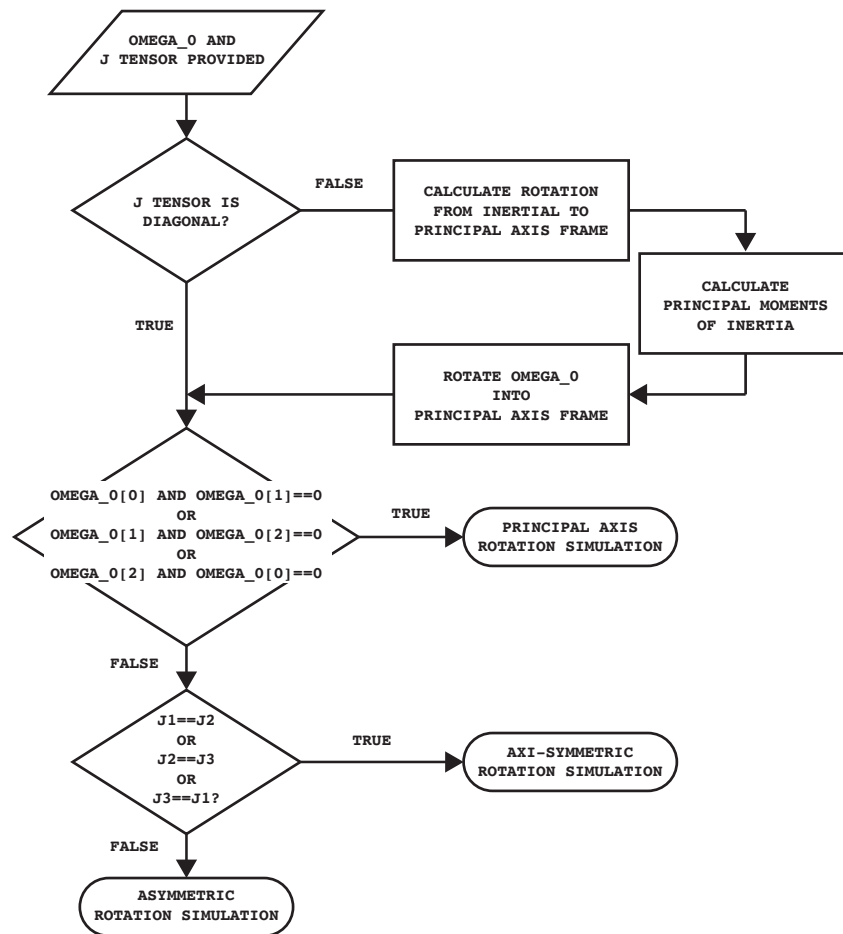 OMEGA_0 AND
J TENSOR PROVIDED
J TENSOR IS
DIAGONAL?
FALSE
CALCULATE ROTATION
FROM INERTIAL TO
PRINCIPAL AXIS FRAME
CALCULATE
PRINCIPAL MOMENTS
OF INERTIA
TRUE
ROTATE OMEGA_0
INTO
PRINCIPAL AXIS FRAME
OMEGA_0[0] AND OMEGA_0[1]==0
OR
OMEGA_0[1] AND OMEGA_0[2]==0
OR
OMEGA_0[2] AND OMEGA_0[0]==0
TRUE
PRINCIPAL AXIS
ROTATION SIMULATION
FALSE
J1==J2
OR
J2==J3
OR
J3==J1?
TRUE
AXI-SYMMETRIC
ROTATION SIMULATION
FALSE
ASYMMETRIC
ROTATION SIMULATION